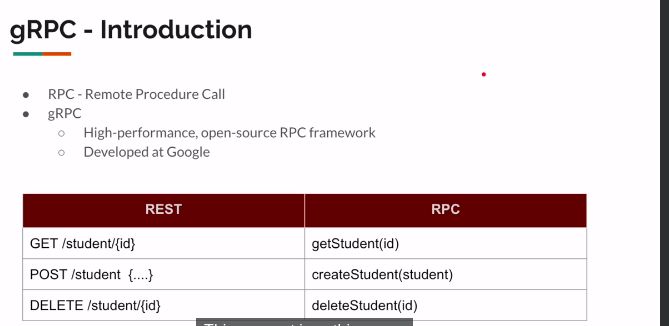 gRPC - Introduction
● RPC - Remote Procedure Call
● gRPC
○ High-performance, open-source RPC framework
○ Developed at Google
REST RPC
GET /student/{id} getStudent(id)
POST /student {....} createStudent(student)
DELETE /student/{id} deleteStudent(id)